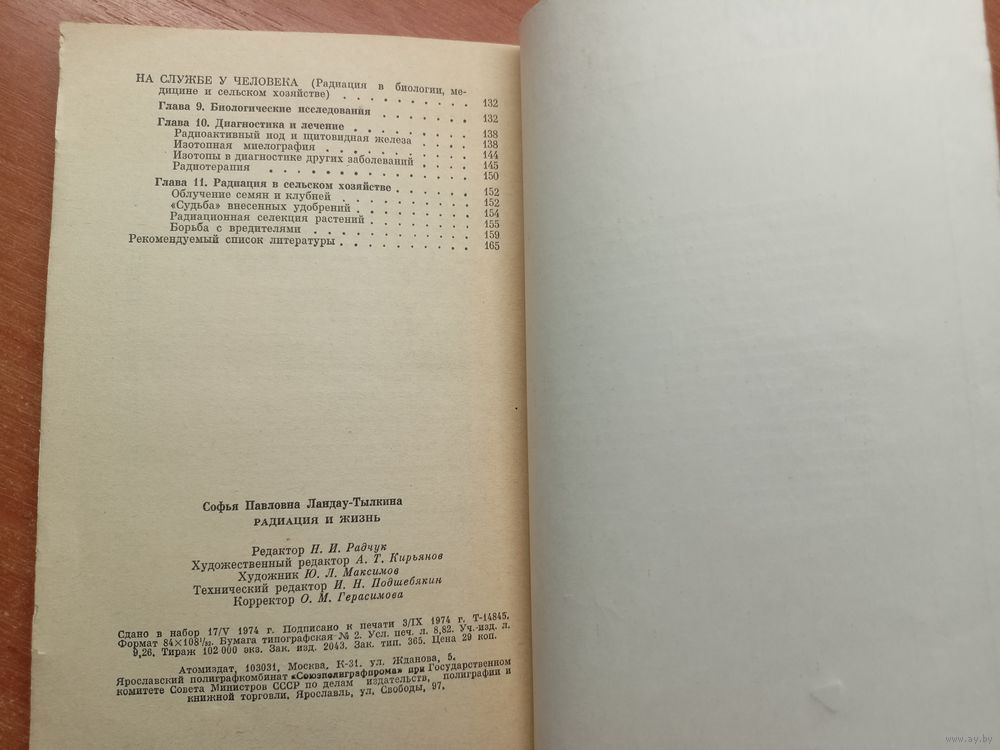 НА СЛУЖБЕ У ЧЕЛОВЕКА (Радиация в биологии, ме-
дицине и сельском хозяйстве) . . . . . . . . . 132
Глава 9. Биологические исследования . . . . . . . 132
Глава 10. Диагностика и лечение . . . . . . . . 138
Радиоактивный иод и щитовидная железа . . . . 138
Изотопная миелография . . . . . . . . . 144
Изотопы в диагностике других заболеваний . . . . 145
Радиотерапия . . . . . . . . . . . . 150
Глава 11. Радиация в сельском хозяйстве . . . . . . 152
Облучение семян и клубней . . . . . . . . 152
«Судьба» внесенных удобрений . . . . . . . 154
Радиационная селекция растений . . . . . . . 155
Борьба с вредителями . . . . . . . . . . 159
Рекомендуемый список литературы . . . . . . . . 165
Софья Павловна Ландау-Тылкина
РАДИАЦИЯ И ЖИЗНЬ
Редактор Н. И. Радчук
Художественный редактор А. Т. Кирьянов
Художник Ю. Л. Максимов
Технический редактор И. Н. Подшебякин
Корректор О. М. Герасимова
Сдано в набор 17/V 1974 г. Подписано к печати 3/IX 1974 г. Т-14845.
Формат 84×108¹/₃₂. Бумага типографская № 2. Усл. печ. л. 8,82. Уч.-изд. л.
9,26. Тираж 102 000 экз. Зак. изд. 2043. Зак. тип. 365. Цена 29 коп.
Атомиздат, 103031, Москва, К-31, ул. Жданова, 5.
Ярославский полиграфкомбинат «Союзполиграфпрома» при Государственном
комитете Совета Министров СССР по делам издательств, полиграфии и
книжной торговли. Ярославль, ул. Свободы, 97.
www.ay.by